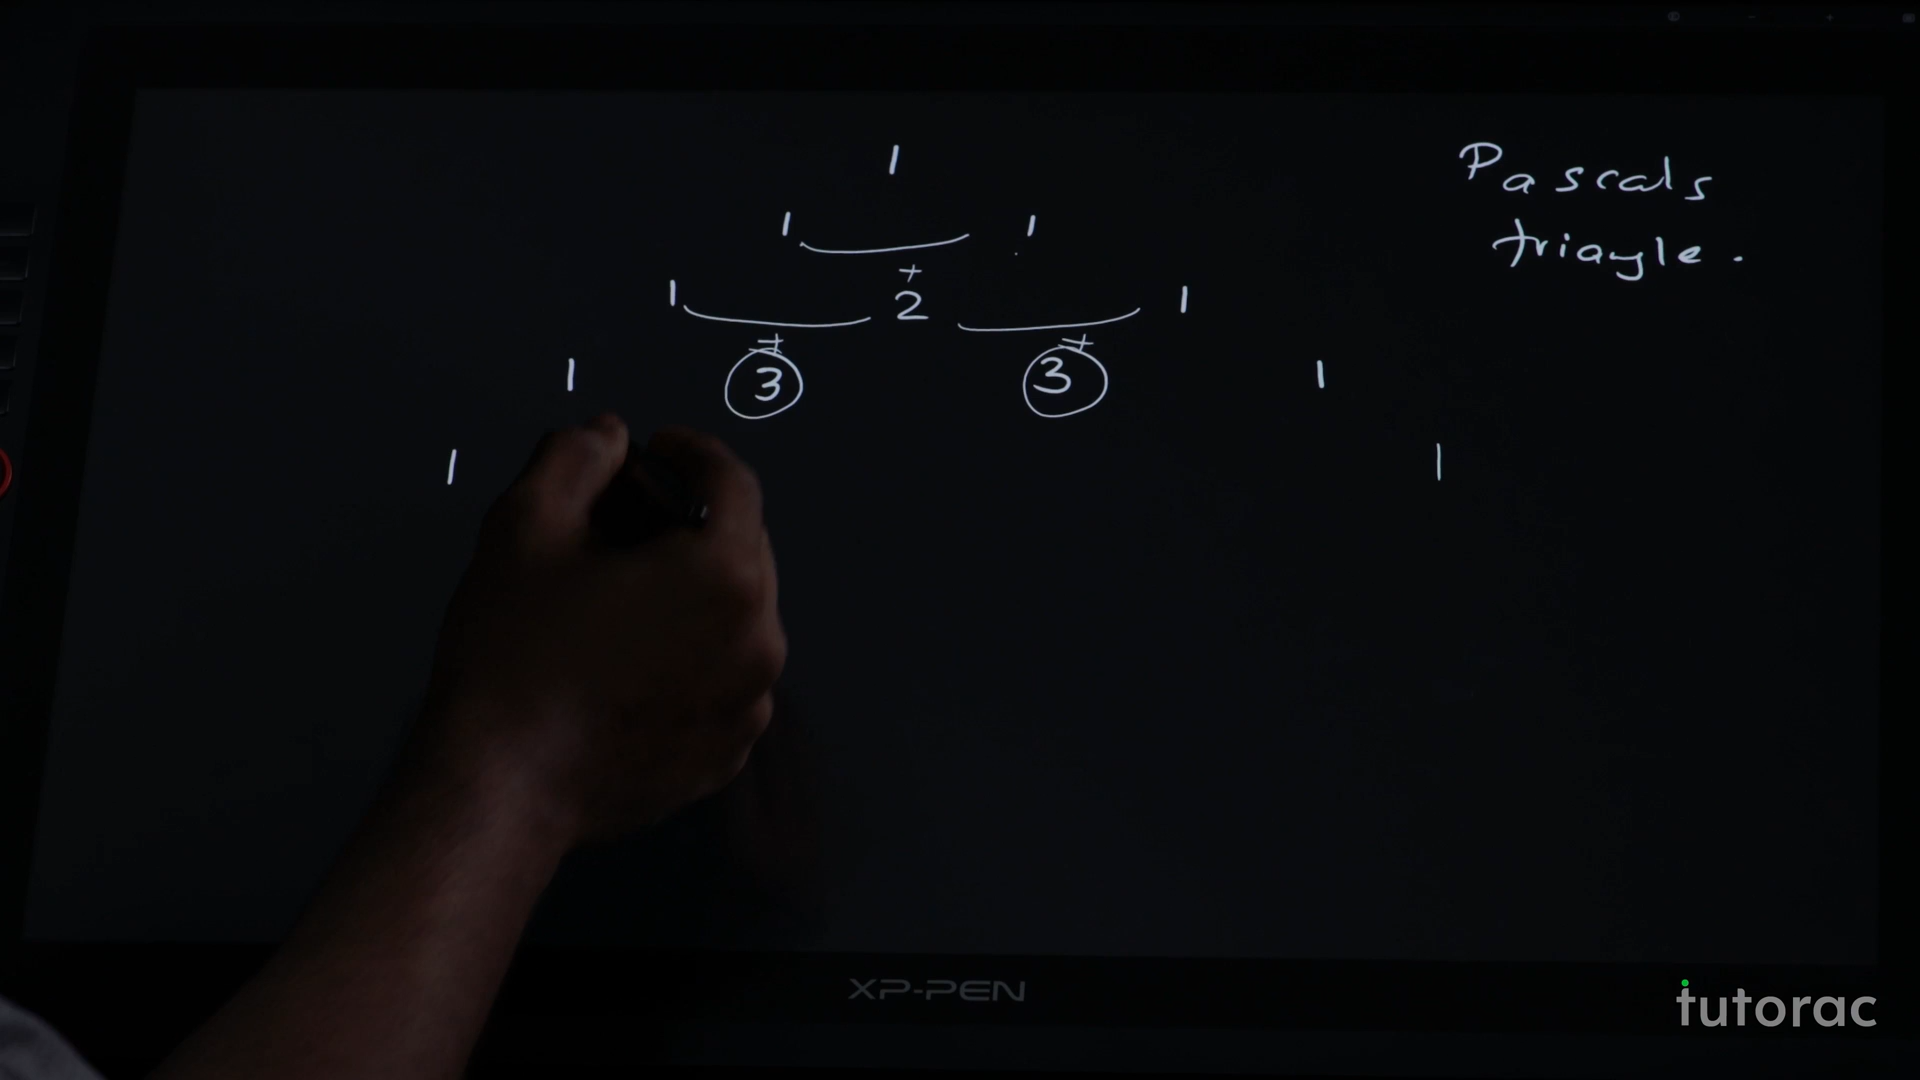 1
Pascals
1 1
triagle.
+
1 2 1
+ +
1 3 3 1
1 1
XP-PEN
tutorac